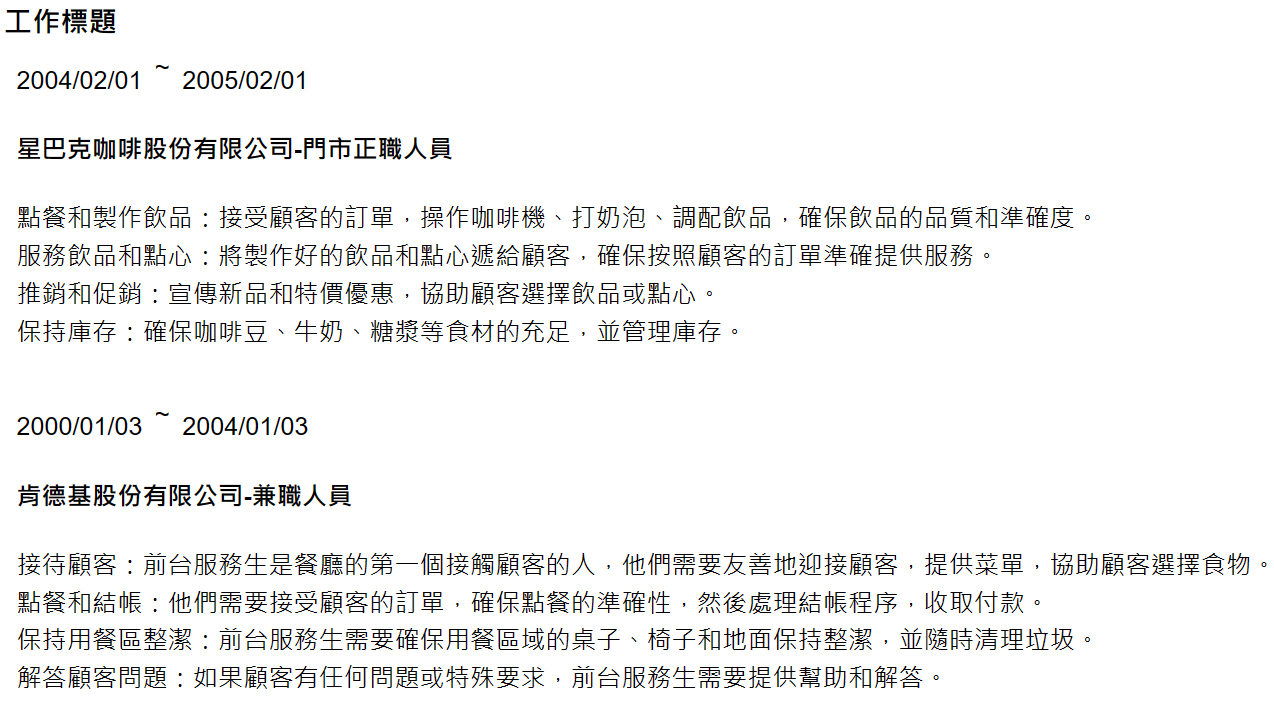 工作標題
2004/02/01 ~ 2005/02/01
星巴克咖啡股份有限公司-門市正職人員
點餐和製作飲品：接受顧客的訂單，操作咖啡機、打奶泡、調配飲品，確保飲品的品質和準確度。
服務飲品和點心：將製作好的飲品和點心遞給顧客，確保按照顧客的訂單準確提供服務。
推銷和促銷：宣傳新品和特價優惠，協助顧客選擇飲品或點心。
保持庫存：確保咖啡豆、牛奶、糖漿等食材的充足，並管理庫存。
2000/01/03 ~ 2004/01/03
肯德基股份有限公司-兼職人員
接待顧客：前台服務生是餐廳的第一個接觸顧客的人，他們需要友善地迎接顧客，提供菜單，協助顧客選擇食物。
點餐和結帳：他們需要接受顧客的訂單，確保點餐的準確性，然後處理結帳程序，收取付款。
保持用餐區整潔：前台服務生需要確保用餐區域的桌子、椅子和地面保持整潔，並隨時清理垃圾。
解答顧客問題：如果顧客有任何問題或特殊要求，前台服務生需要提供幫助和解答。